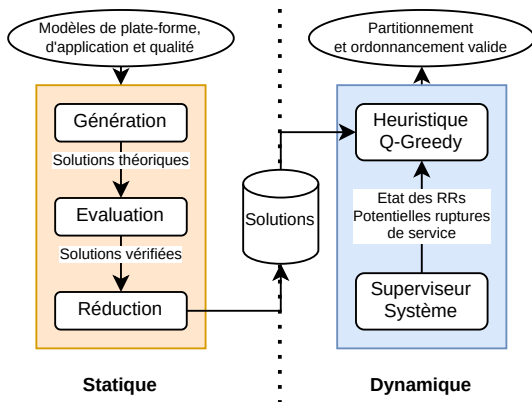 Modèles de plate-forme,
d'application et qualité
Génération
Solutions théoriques
Evaluation
Solutions vérifiées
Réduction
Statique
Solutions
Partitionnement
et ordonnancement valide
Heuristique
Q-Greedy
Etat des RRs
Potentielles ruptures
de service
Superviseur
Système
Dynamique